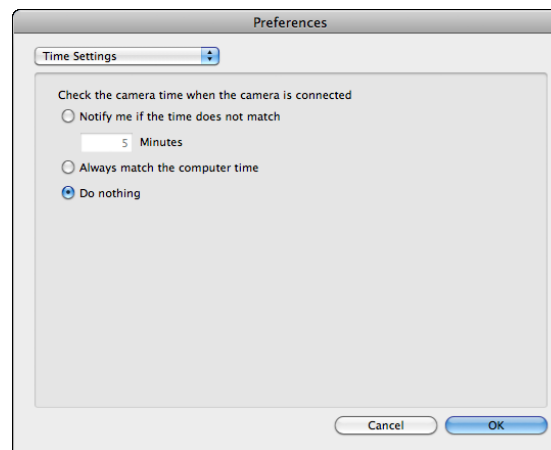 Preferences
Time Settings
Check the camera time when the camera is connected
Notify me if the time does not match
5 Minutes
Always match the computer time
Do nothing
Cancel OK